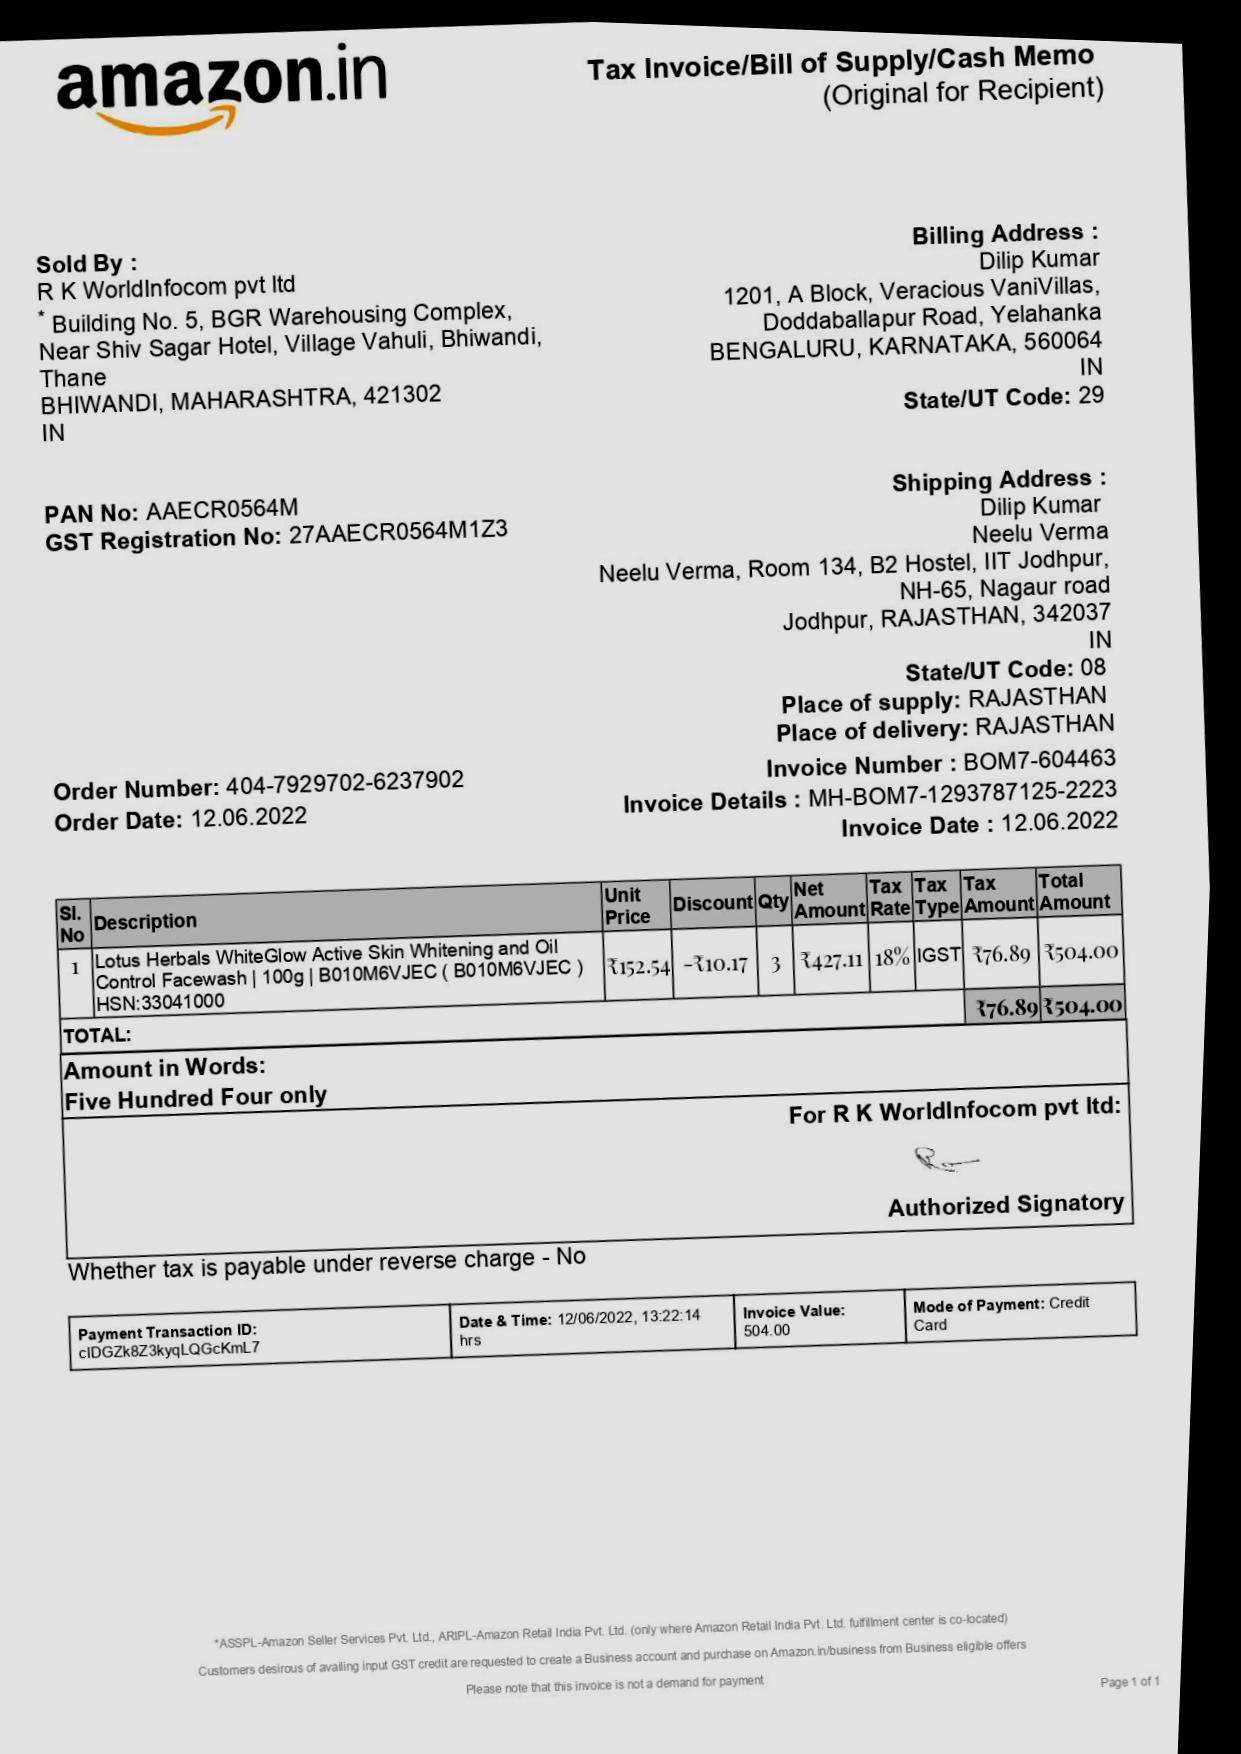 amazon.in
Tax Invoice/Bill of Supply/Cash Memo
(Original for Recipient)
Sold By :
R K WorldInfocom pvt ltd
* Building No. 5, BGR Warehousing Complex,
Near Shiv Sagar Hotel, Village Vahuli, Bhiwandi,
Thane
BHIWANDI, MAHARASHTRA, 421302
IN
Billing Address :
Dilip Kumar
1201, A Block, Veracious VaniVillas,
Doddaballapur Road, Yelahanka
BENGALURU, KARNATAKA, 560064
IN
State/UT Code: 29
PAN No: AAECR0564M
GST Registration No: 27AAECR0564M1Z3
Shipping Address :
Dilip Kumar
Neelu Verma
Neelu Verma, Room 134, B2 Hostel, IIT Jodhpur,
NH-65, Nagaur road
Jodhpur, RAJASTHAN, 342037
IN
State/UT Code: 08
Place of supply: RAJASTHAN
Place of delivery: RAJASTHAN
Order Number: 404-7929702-6237902
Order Date: 12.06.2022
Invoice Number : BOM7-604463
Invoice Details : MH-BOM7-1293787125-2223
Invoice Date : 12.06.2022
Sl. No Description Unit Price Discount Qty Net Amount Tax Rate Tax Type Tax Amount Total Amount
1 Lotus Herbals WhiteGlow Active Skin Whitening and Oil
Control Facewash | 100g | B010M6VJEC ( B010M6VJEC )
HSN:33041000
₹152.54 -₹10.17 3 ₹427.11 18% IGST ₹76.89 ₹504.00
TOTAL: ₹76.89 ₹504.00
Amount in Words:
Five Hundred Four only
For R K WorldInfocom pvt ltd:
Authorized Signatory
Whether tax is payable under reverse charge - No
Payment Transaction ID:
cIDGZk8Z3kyqLQGcKmL7
Date & Time: 12/06/2022, 13:22:14
hrs
Invoice Value:
504.00
Mode of Payment: Credit
Card
*ASSPL-Amazon Seller Services Pvt. Ltd., ARIPL-Amazon Retail India Pvt. Ltd. (only where Amazon Retail India Pvt. Ltd. fulfillment center is co-located)
Customers desirous of availing input GST credit are requested to create a Business account and purchase on Amazon.in/business from Business eligible offers
Please note that this invoice is not a demand for payment
Page 1 of 1